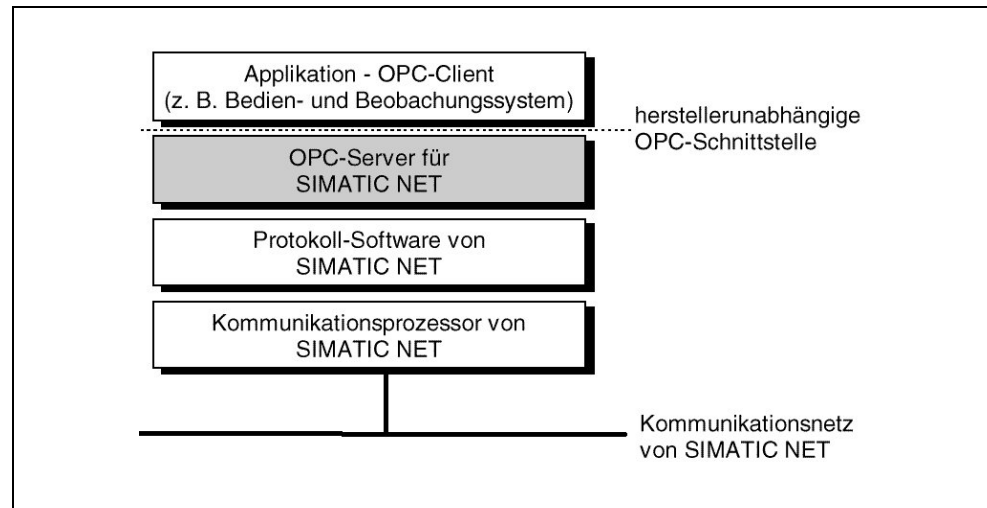 Applikation - OPC-Client
(z. B. Bedien- und Beobachungssystem)
herstellerunabhängige
OPC-Schnittstelle
OPC-Server für
SIMATIC NET
Protokoll-Software von
SIMATIC NET
Kommunikationsprozessor von
SIMATIC NET
Kommunikationsnetz
von SIMATIC NET